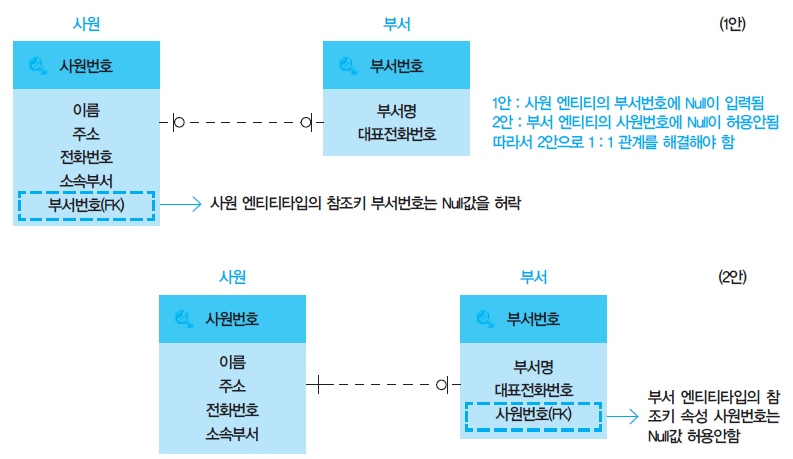 사원
부서
(1안)
사원번호
부서번호
이름
주소
전화번호
소속부서
부서번호(FK)
부서명
대표전화번호
1안 : 사원 엔티티의 부서번호에 Null이 입력됨
2안 : 부서 엔티티의 사원번호에 Null이 허용안됨
따라서 2안으로 1 : 1 관계를 해결해야 함
사원 엔티티타입의 참조키 부서번호는 Null값을 허락
사원
부서
(2안)
사원번호
부서번호
이름
주소
전화번호
소속부서
부서명
대표전화번호
사원번호(FK)
부서 엔티티타입의 참
조키 속성 사원번호는
Null값 허용안함